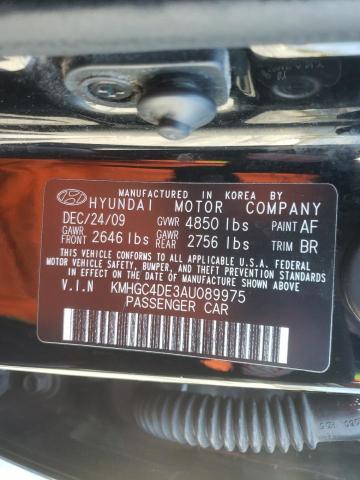 MANUFACTURED IN KOREA BY
HYUNDAI MOTOR COMPANY
DEC/24/09 GVWR 4850 lbs PAINT AF
GAWR FRONT 2646 lbs GAWR REAR 2756 lbs TRIM BR
THIS VEHICLE CONFORMS TO ALL APPLICABLE U.S.A. FEDERAL
MOTOR VEHICLE SAFETY, BUMPER, AND THEFT PREVENTION
STANDARDS IN EFFECT ON THE DATE OF MANUFACTURE
SHOWN ABOVE.
V.I.N KMHGC4DE3AU089975
PASSENGER CAR